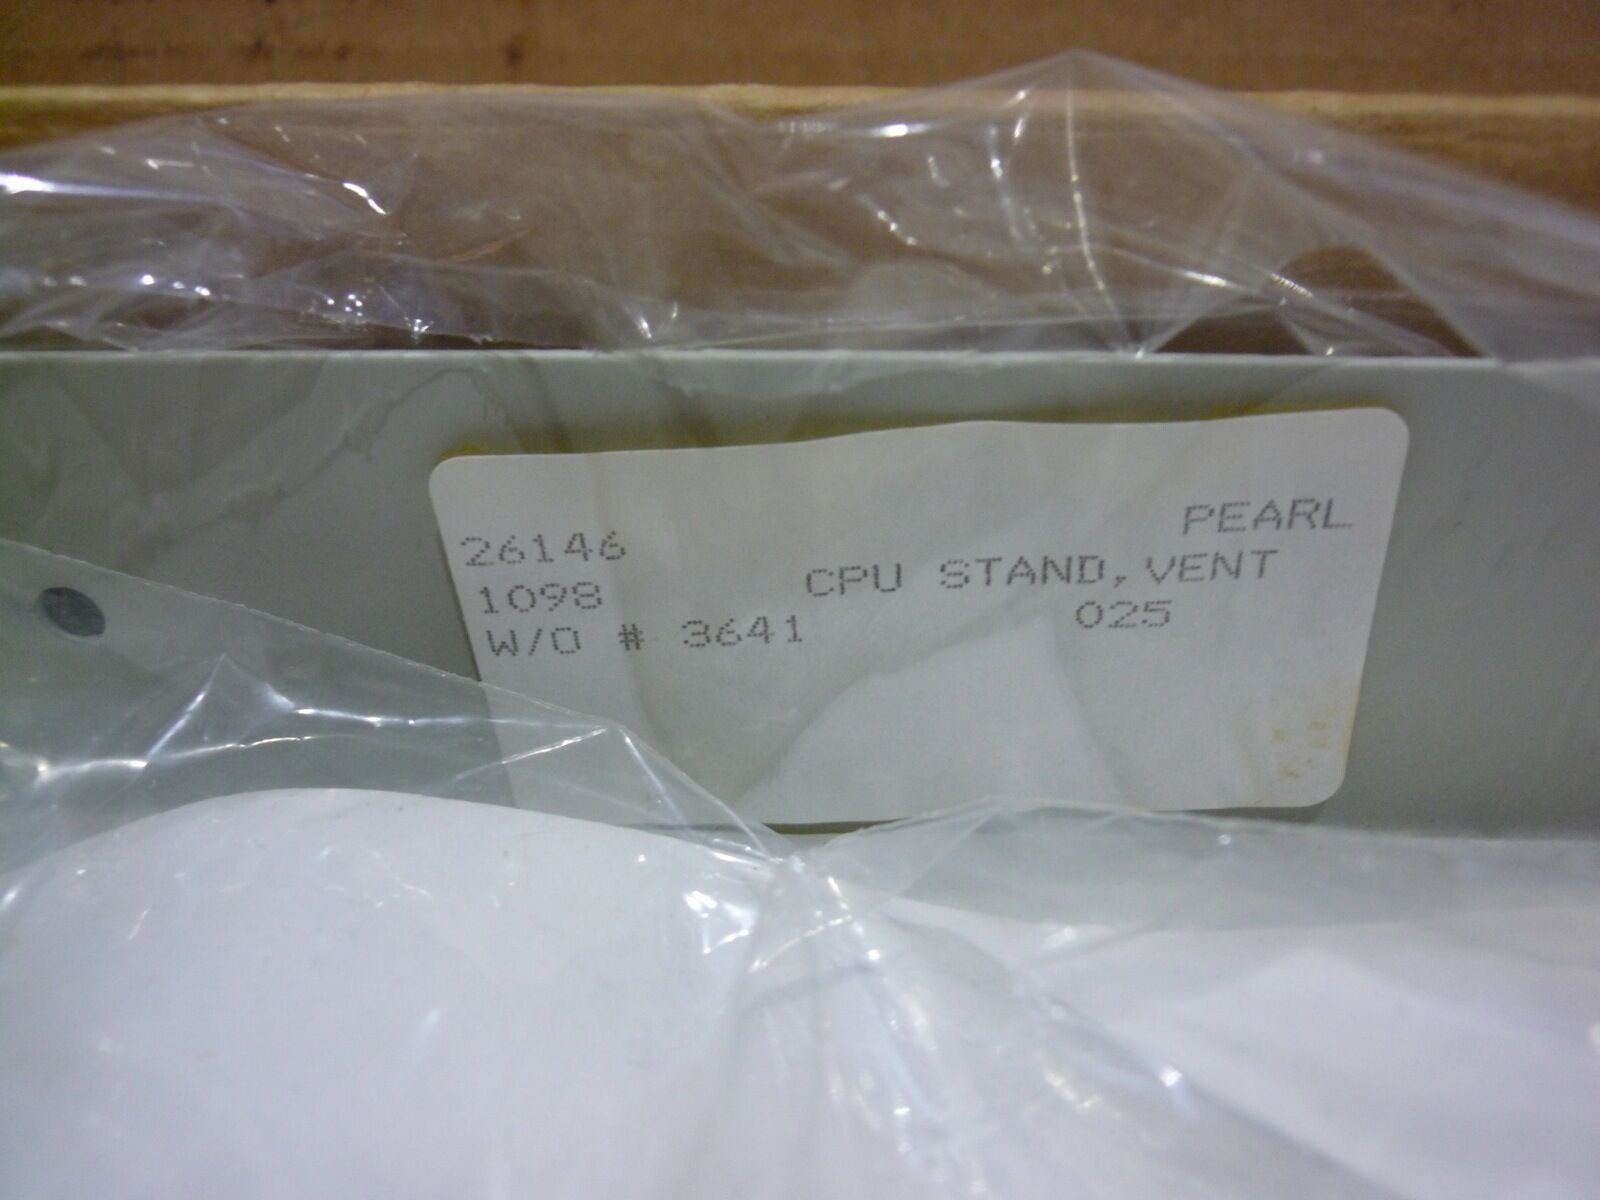 26146 PEARL
1098 CPU STAND, VENT
W/O # 3641 025